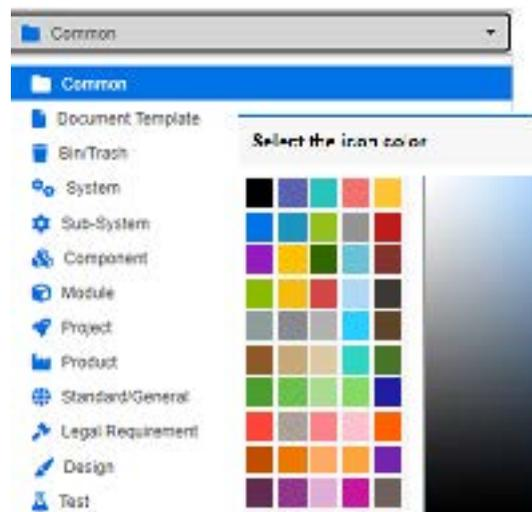 Common
Common
Document Template
Bin/Trash
Select the icon color
System
Sub-System
Component
Module
Project
Product
Standard/General
Legal Requirement
Design
Test